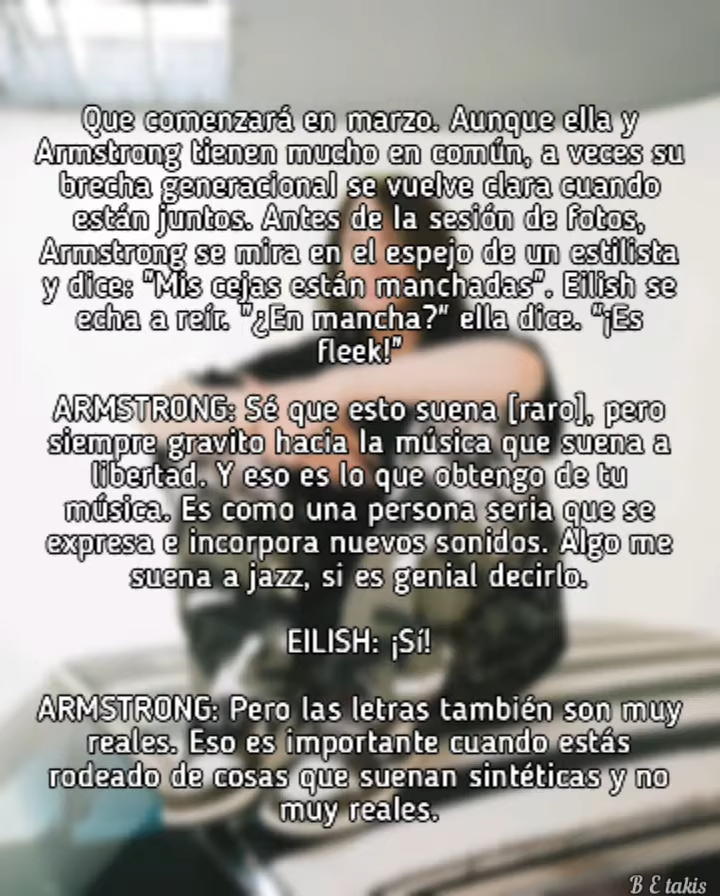 Que comenzará en marzo. Aunque ella y
Armstrong tienen mucho en común, a veces su
brecha generacional se vuelve clara cuando
están juntos. Antes de la sesión de fotos,
Armstrong se mira en el espejo de un estilista
y dice: "Mis cejas están manchadas". Eilish se
echa a reír. "¿En mancha?" ella dice. "¡Es
fleek!"
ARMSTRONG: Sé que esto suena [raro], pero
siempre gravito hacia la música que suena a
libertad. Y eso es lo que obtengo de tu
música. Es como una persona seria que se
expresa e incorpora nuevos sonidos. Algo me
suena a jazz, si es genial decirlo.
EILISH: ¡Sí!
ARMSTRONG: Pero las letras también son muy
reales. Eso es importante cuando estás
rodeado de cosas que suenan sintéticas y no
muy reales.
B E takis